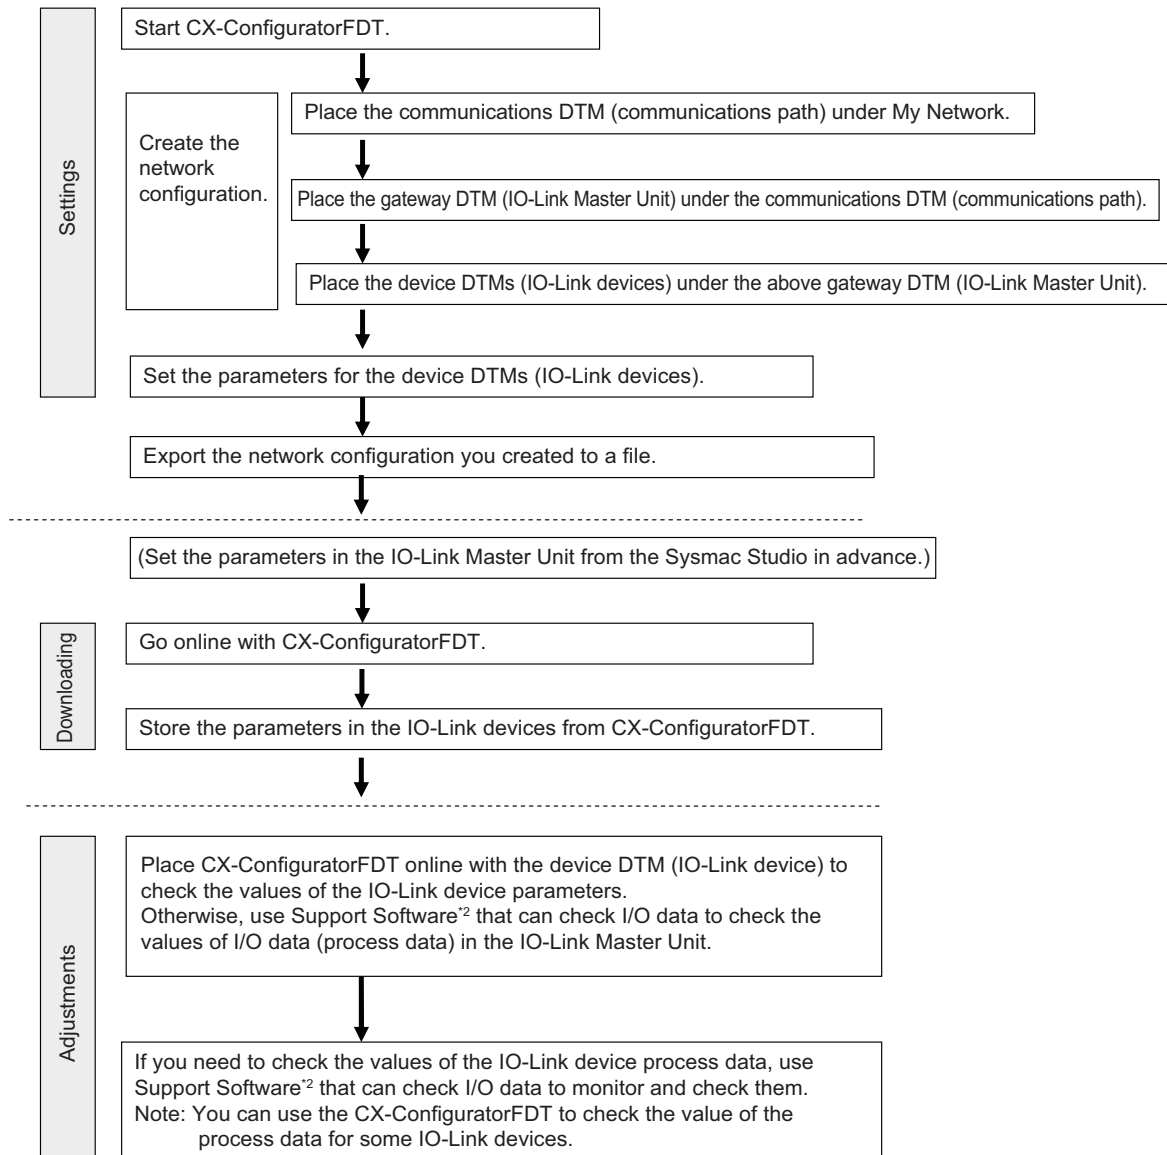 Settings
Start CX-ConfiguratorFDT.
Create the
network
configuration.
Place the communications DTM (communications path) under My Network.
Place the gateway DTM (IO-Link Master Unit) under the communications DTM (communications path).
Place the device DTMs (IO-Link devices) under the above gateway DTM (IO-Link Master Unit).
Set the parameters for the device DTMs (IO-Link devices).
Export the network configuration you created to a file.
(Set the parameters in the IO-Link Master Unit from the Sysmac Studio in advance.)
Downloading
Go online with CX-ConfiguratorFDT.
Store the parameters in the IO-Link devices from CX-ConfiguratorFDT.
Adjustments
Place CX-ConfiguratorFDT online with the device DTM (IO-Link device) to
check the values of the IO-Link device parameters.
Otherwise, use Support Software*2 that can check I/O data to check the
values of I/O data (process data) in the IO-Link Master Unit.
If you need to check the values of the IO-Link device process data, use
Support Software*2 that can check I/O data to monitor and check them.
Note: You can use the CX-ConfiguratorFDT to check the value of the
process data for some IO-Link devices.